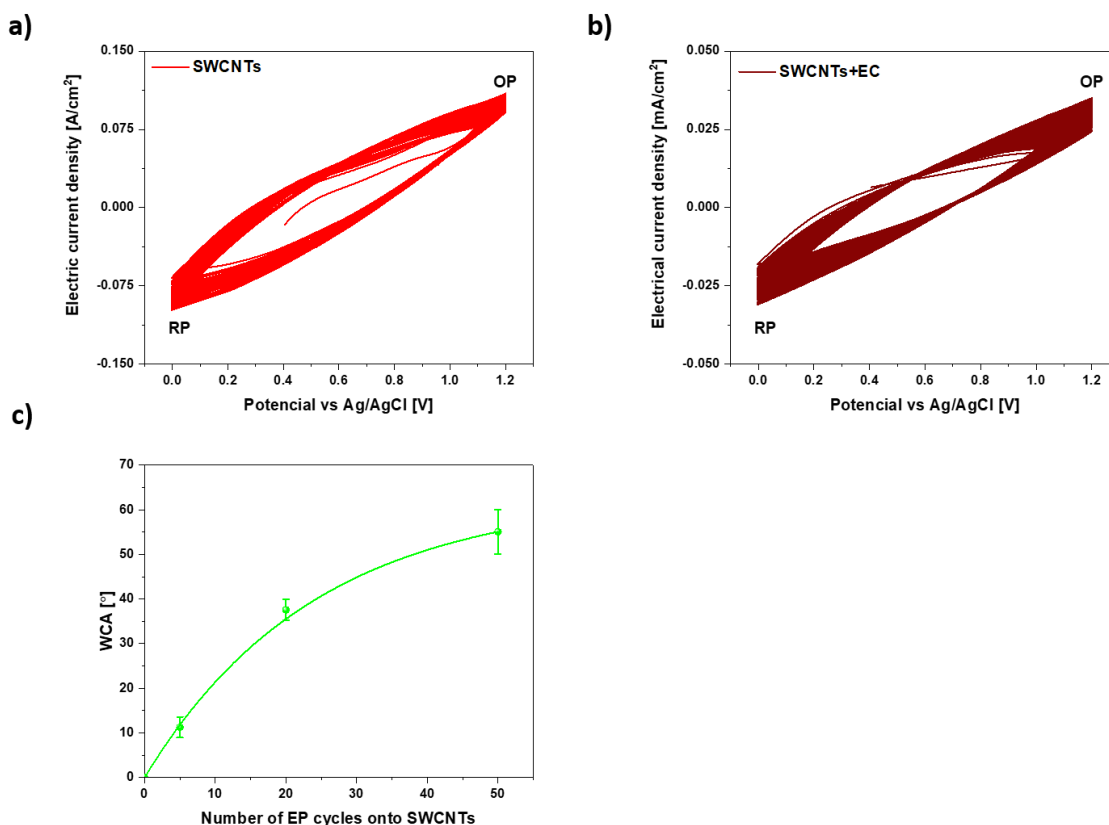 a)
Electric current density [A/cm²]
0.150
0.075
0.000
-0.075
-0.150
SWCNTs
OP
RP
0.0 0.2 0.4 0.6 0.8 1.0 1.2
Potencial vs Ag/AgCl [V]
b)
Electrical current density [mA/cm²]
0.050
0.025
0.000
-0.025
-0.050
SWCNTs+EC
OP
RP
0.0 0.2 0.4 0.6 0.8 1.0 1.2
Potencial vs Ag/AgCl [V]
c)
WCA [°]
70
60
50
40
30
20
10
0
0 10 20 30 40 50
Number of EP cycles onto SWCNTs